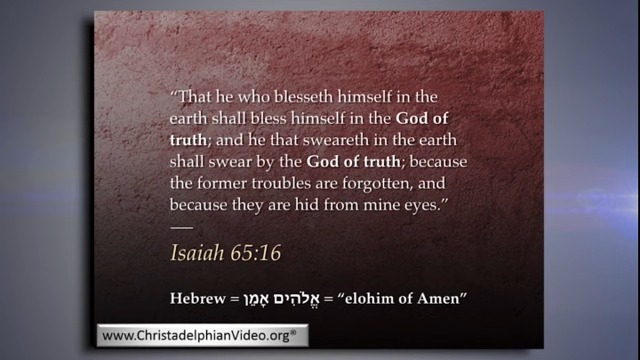 “That he who blesseth himself in the
earth shall bless himself in the God of
truth; and he that sweareth in the earth
shall swear by the God of truth; because
the former troubles are forgotten, and
because they are hid from mine eyes.”
Isaiah 65:16
Hebrew = אֱלֹהִים אָמֵן = “elohim of Amen”
www.ChristadelphianVideo.org®